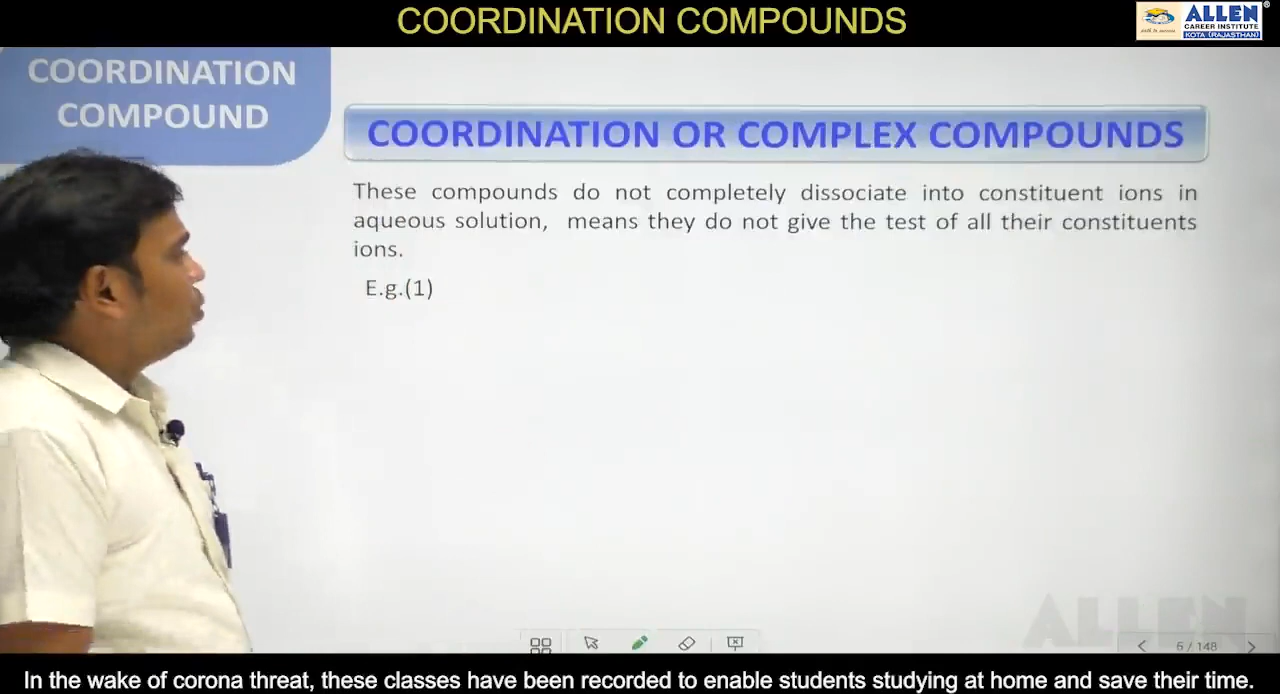 COORDINATION COMPOUNDS
ALLEN®
CAREER INSTITUTE
KOTA (RAJASTHAN)
COORDINATION
COMPOUND
COORDINATION OR COMPLEX COMPOUNDS
These compounds do not completely dissociate into constituent ions in
aqueous solution, means they do not give the test of all their constituents
ions.
E.g.(1)
ALLEN
6 / 148
In the wake of corona threat, these classes have been recorded to enable students studying at home and save their time.